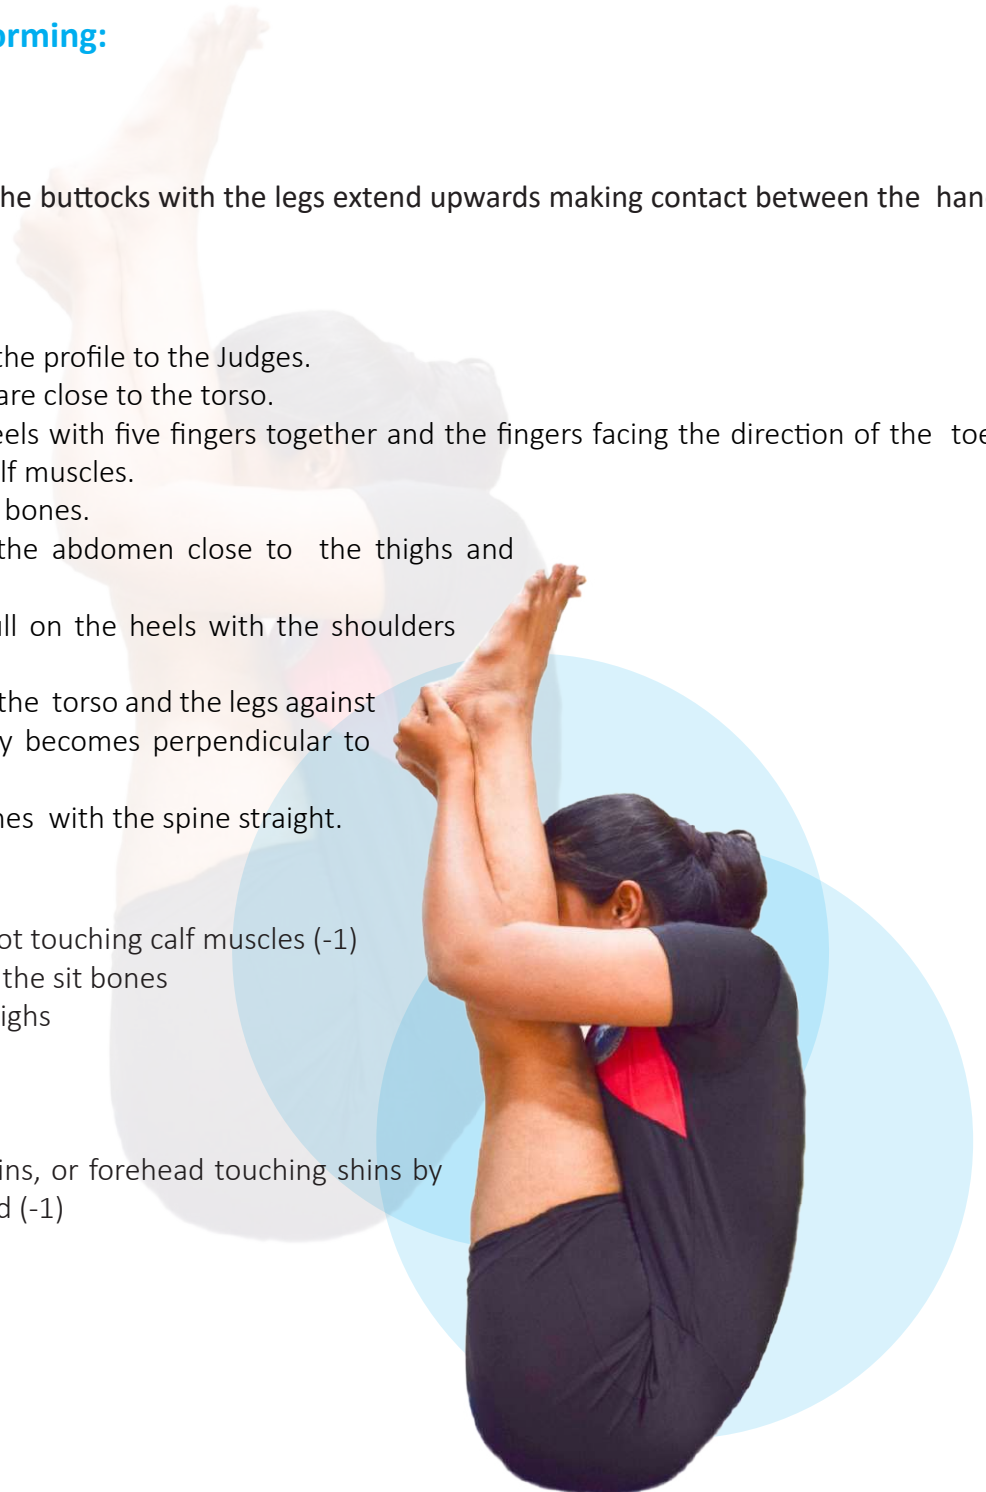 orming:
he buttocks with the legs extend upwards making contact between the han
the profile to the Judges.
are close to the torso.
eels with five fingers together and the fingers facing the direction of the toe
lf muscles.
bones.
the abdomen close to the thighs and
ll on the heels with the shoulders
the torso and the legs against
y becomes perpendicular to
nes with the spine straight.
ot touching calf muscles (-1)
the sit bones
ighs
ins, or forehead touching shins by
d (-1)